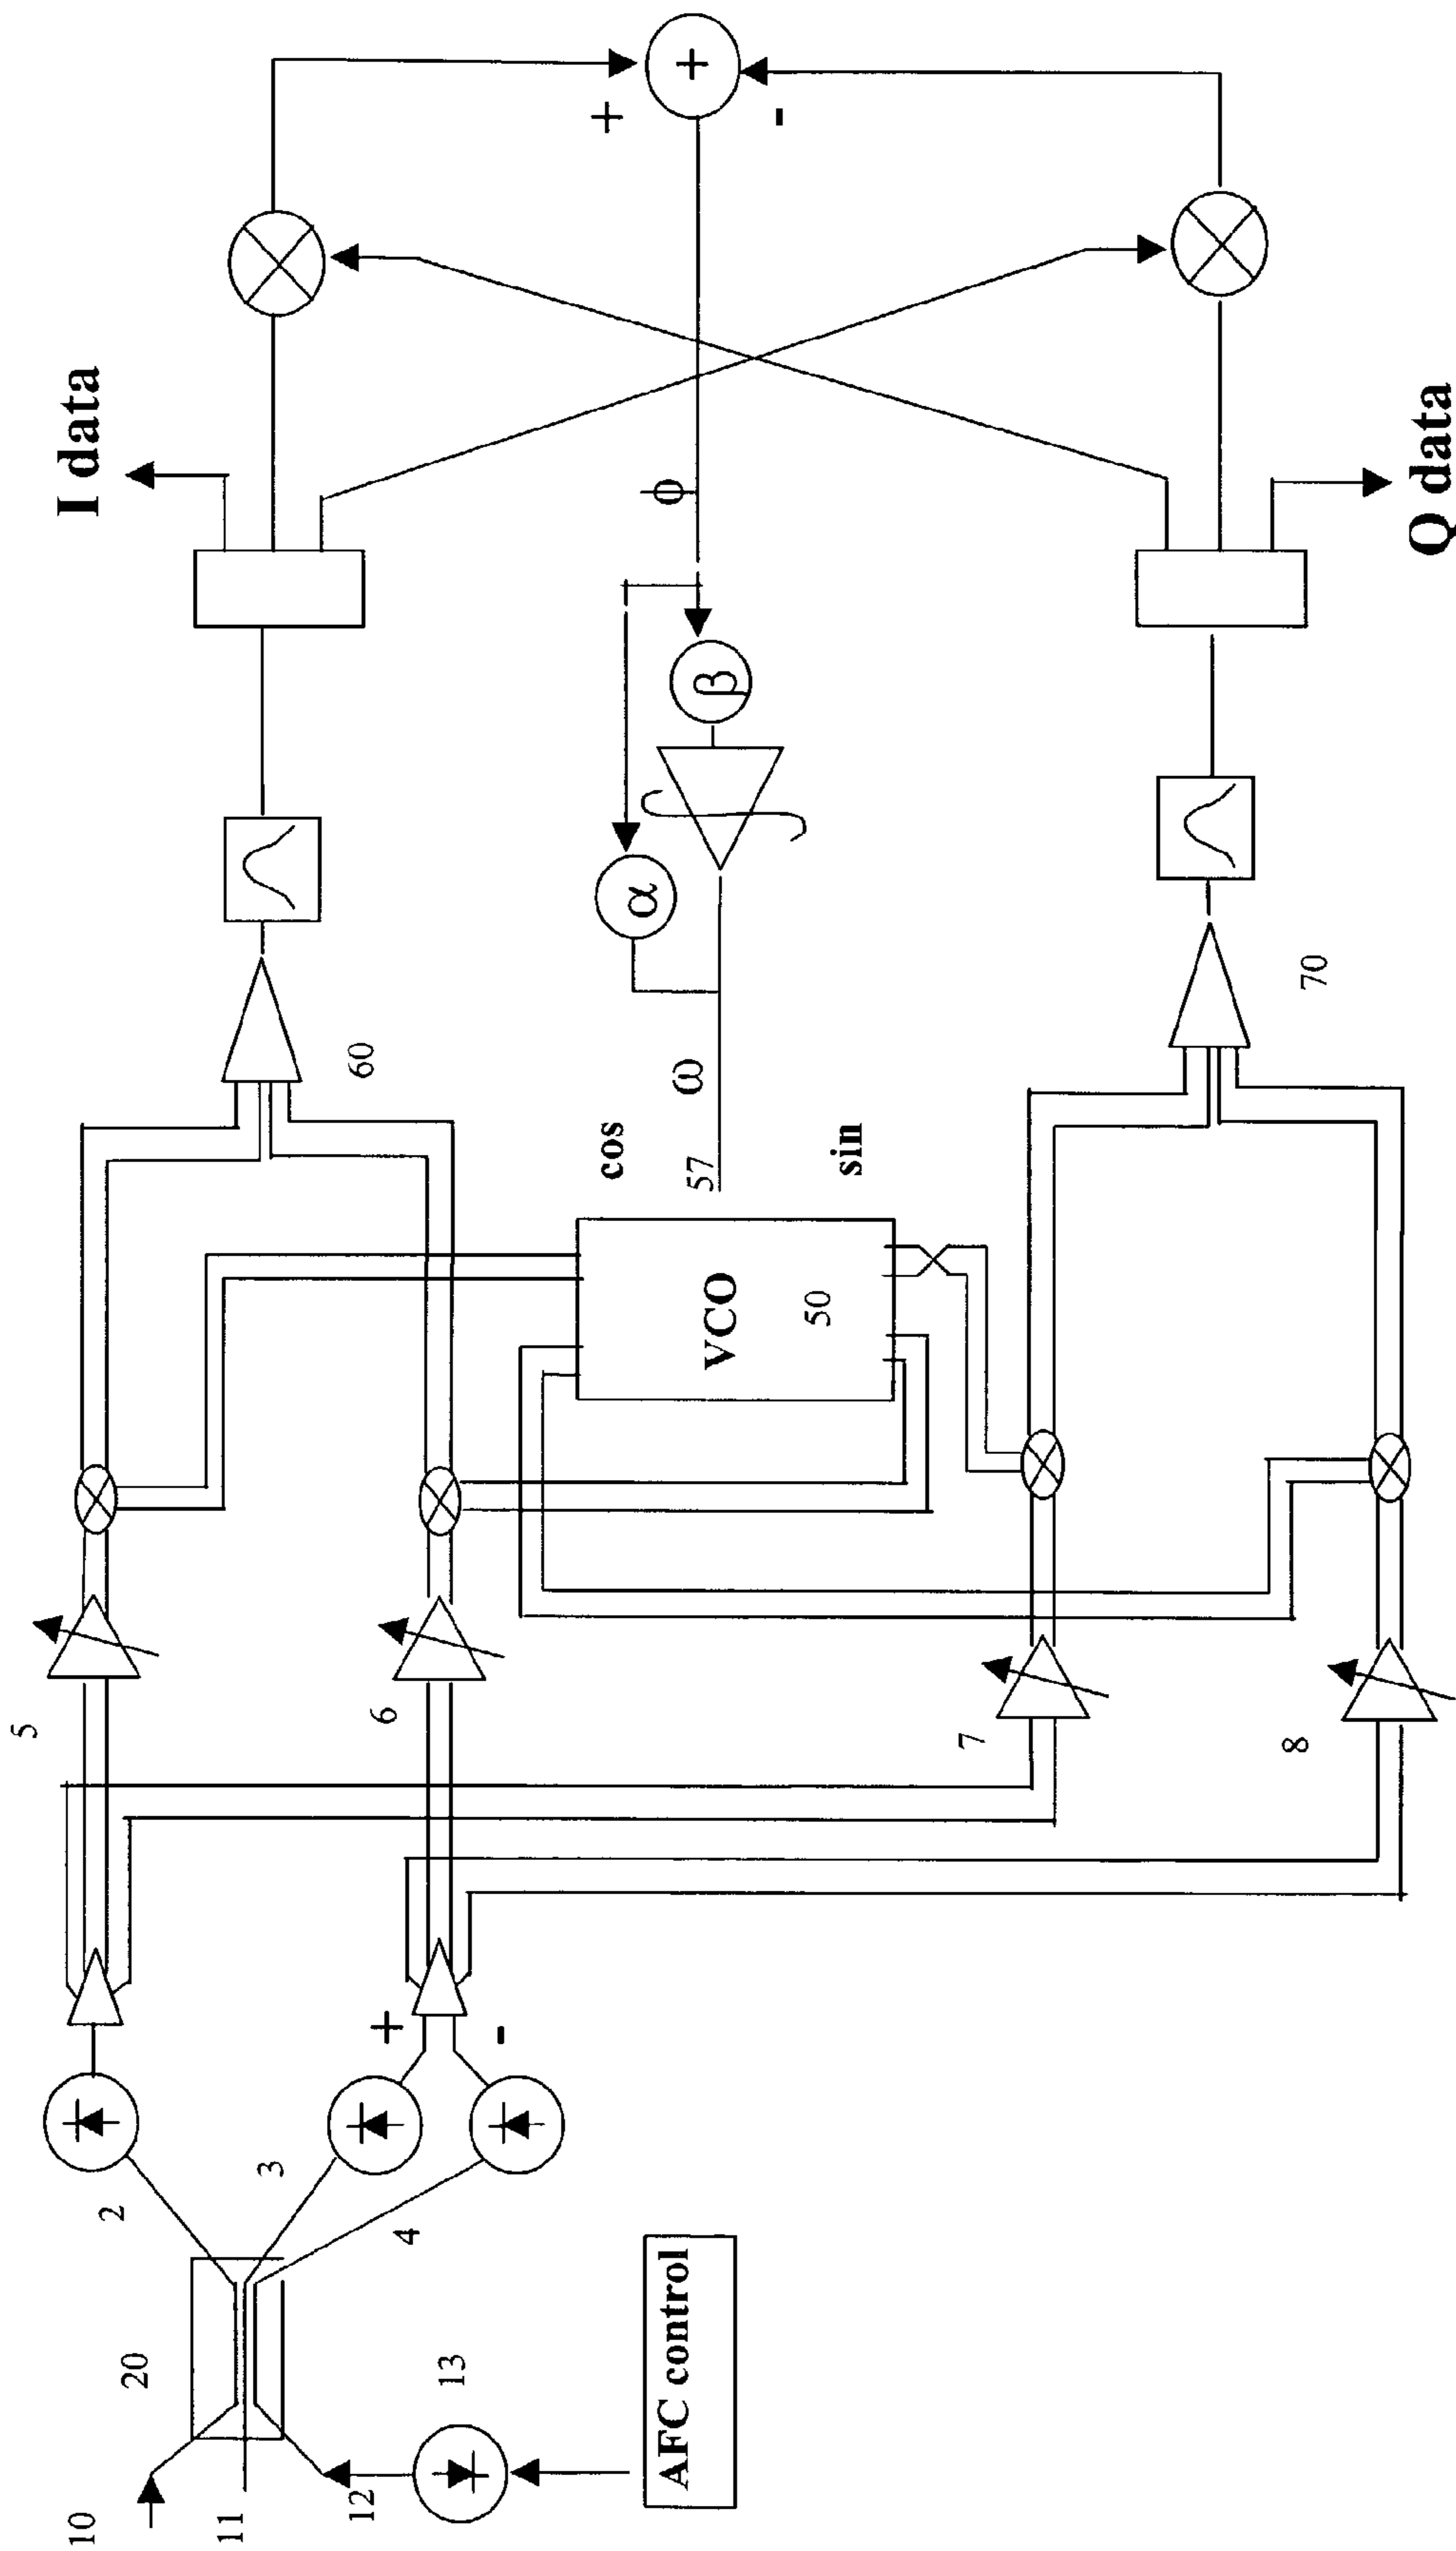 I data
Q data
+
+
-
ϕ
β
α
ω
60
70
cos
57
sin
VCO
50
5
6
7
8
+
-
2
3
4
20
13
10
11
12
AFC control